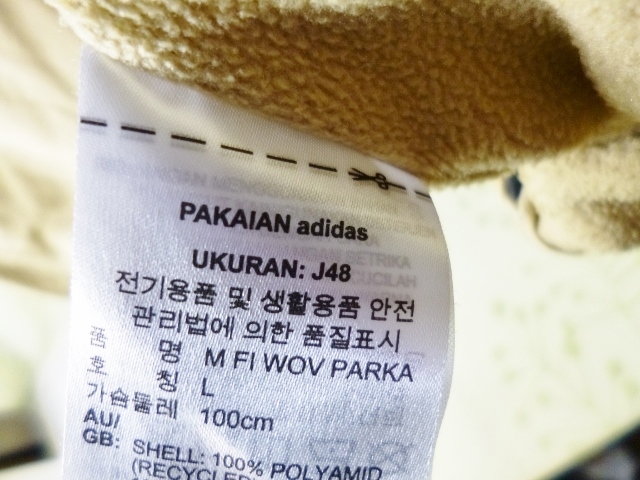 PAKAIAN adidas
UKURAN: J48
전기용품 및 생활용품 안전
관리법에 의한 품질표시
품 명 M FI WOV PARKA
호 칭 L
가슴둘레 100cm
AU/
GB: SHELL: 100% POLYAMID
(RECYCLED)